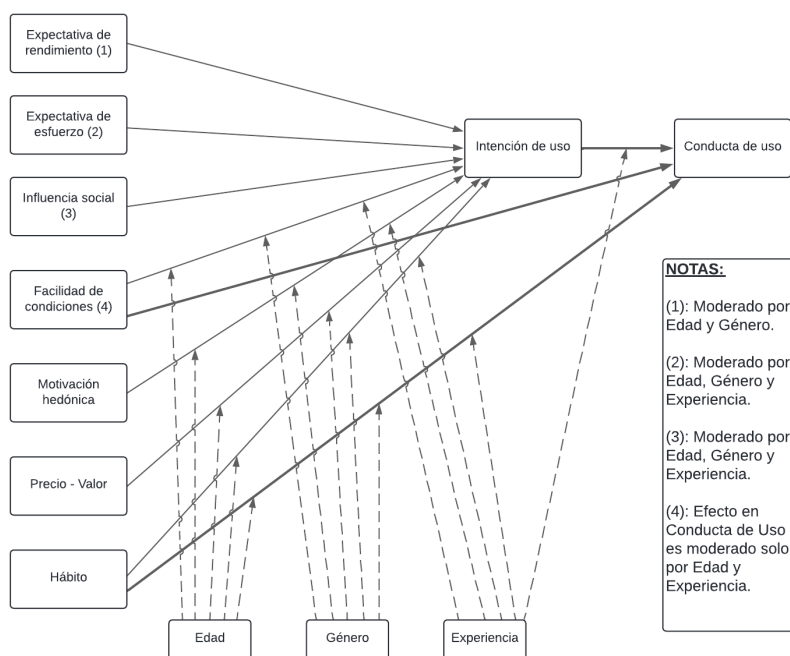 Expectativa de
rendimiento (1)
Expectativa de
esfuerzo (2)
Influencia social
(3)
Facilidad de
condiciones (4)
Motivación
hedónica
Precio - Valor
Hábito
Intención de uso
Conducta de uso
Edad
Género
Experiencia
NOTAS:
(1): Moderado por
Edad y Género.
(2): Moderado por
Edad, Género y
Experiencia.
(3): Moderado por
Edad, Género y
Experiencia.
(4): Efecto en
Conducta de Uso
es moderado solo
por Edad y
Experiencia.